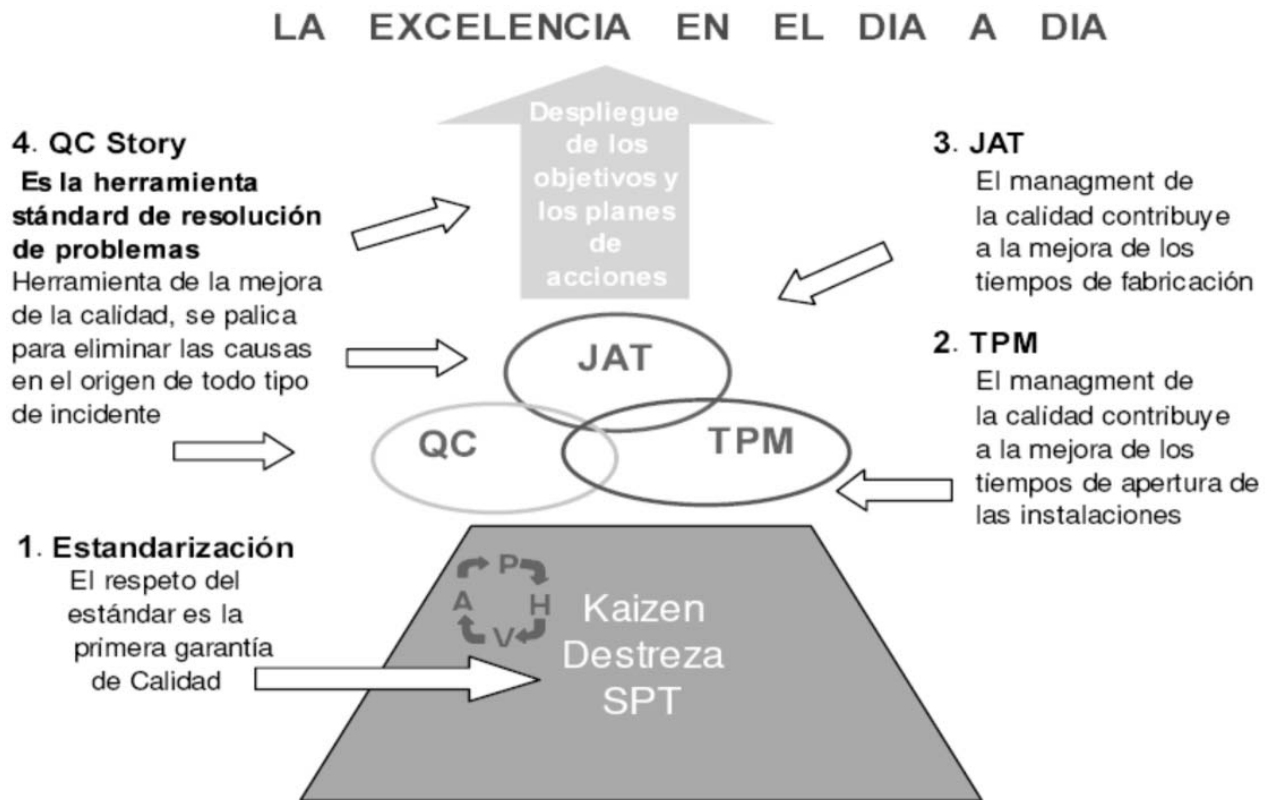 LA EXCELENCIA EN EL DIA A DIA
Despliegue
de los
objetivos y
los planes
de
acciones
4. QC Story
Es la herramienta
stándard de resolución
de problemas
Herramienta de la mejora
de la calidad, se palica
para eliminar las causas
en el origen de todo tipo
de incidente
3. JAT
El managment de
la calidad contribuye
a la mejora de los
tiempos de fabricación
2. TPM
El managment de
la calidad contribuye
a la mejora de los
tiempos de apertura de
las instalaciones
JAT
QC
TPM
1. Estandarización
El respeto del
estándar es la
primera garantía
de Calidad
P
A H
V
Kaizen
Destreza
SPT